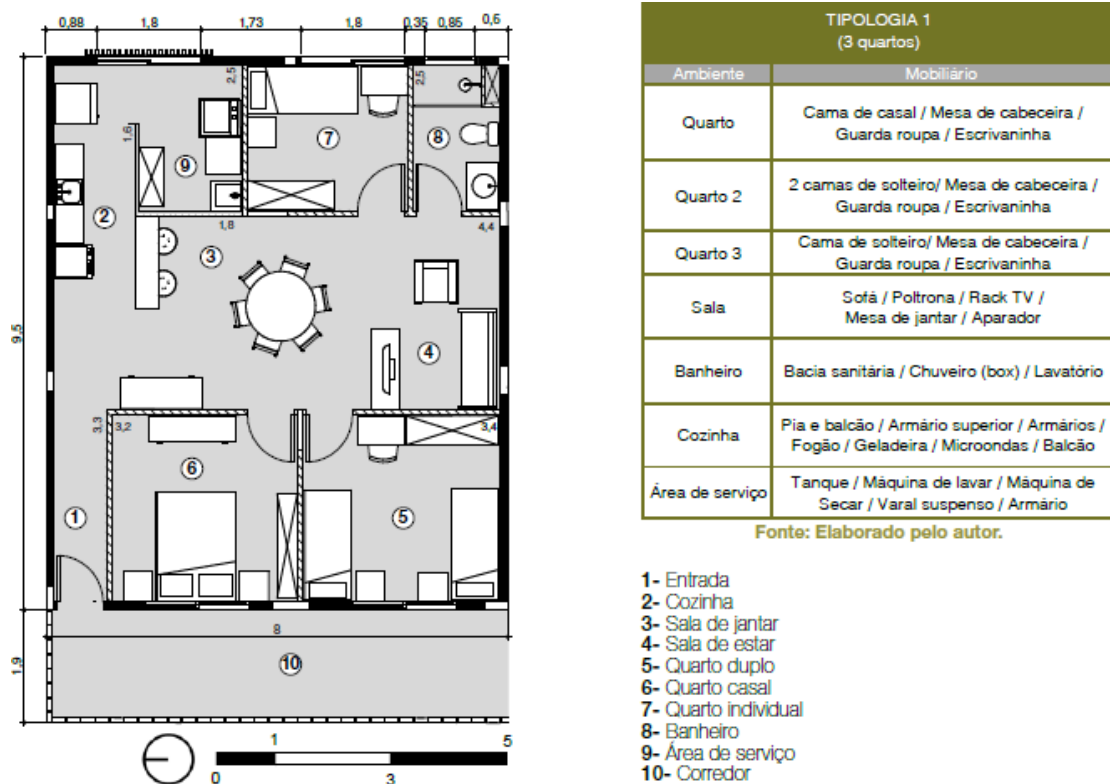 0,88 1,8 1,73 1,8 0,35 0,85 0,6
2,5 2,5
1,6
7 8
9
2
1,8 4,4
3
9,5
4
3,3 3,2 3,4
6
1 5
8
10
1,9
1 5
0 3
TIPOLOGIA 1
(3 quartos)
Ambiente Mobiliário
Quarto Cama de casal / Mesa de cabeceira /
Guarda roupa / Escrivaninha
Quarto 2 2 camas de solteiro/ Mesa de cabeceira /
Guarda roupa / Escrivaninha
Quarto 3 Cama de solteiro/ Mesa de cabeceira /
Guarda roupa / Escrivaninha
Sala Sofá / Poltrona / Rack TV /
Mesa de jantar / Aparador
Banheiro Bacia sanitária / Chuveiro (box) / Lavatório
Cozinha Pia e balcão / Armário superior / Armários /
Fogão / Geladeira / Microondas / Balcão
Área de serviço Tanque / Máquina de lavar / Máquina de
Secar / Varal suspenso / Armário
Fonte: Elaborado pelo autor.
1- Entrada
2- Cozinha
3- Sala de jantar
4- Sala de estar
5- Quarto duplo
6- Quarto casal
7- Quarto individual
8- Banheiro
9- Área de serviço
10- Corredor